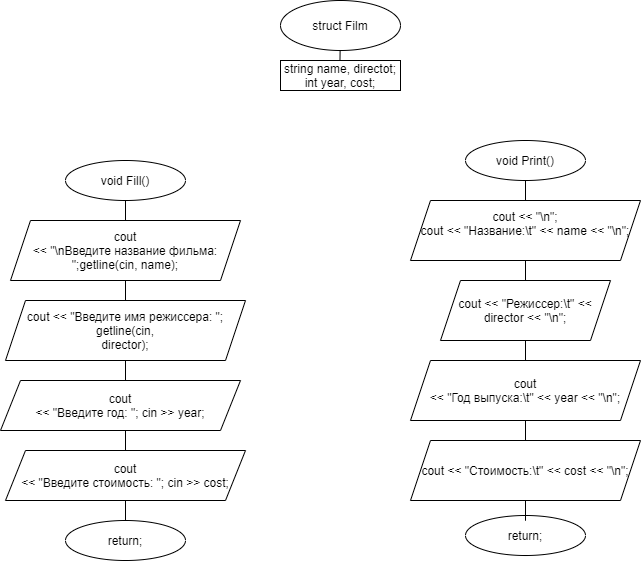 struct Film
string name, directot;
int year, cost;
void Fill()
cout
<< "\nВведите название фильма:
";getline(cin, name);
cout << "Введите имя режиссера: ";
getline(cin,
director);
cout
<< "Введите год: "; cin >> year;
cout
<< "Введите стоимость: "; cin >> cost;
return;
void Print()
cout << "\n";
cout << "Название:\t" << name << "\n";
cout << "Режиссер:\t" <<
director << "\n";
cout
<< "Год выпуска:\t" << year << "\n";
cout << "Стоимость:\t" << cost << "\n";
return;